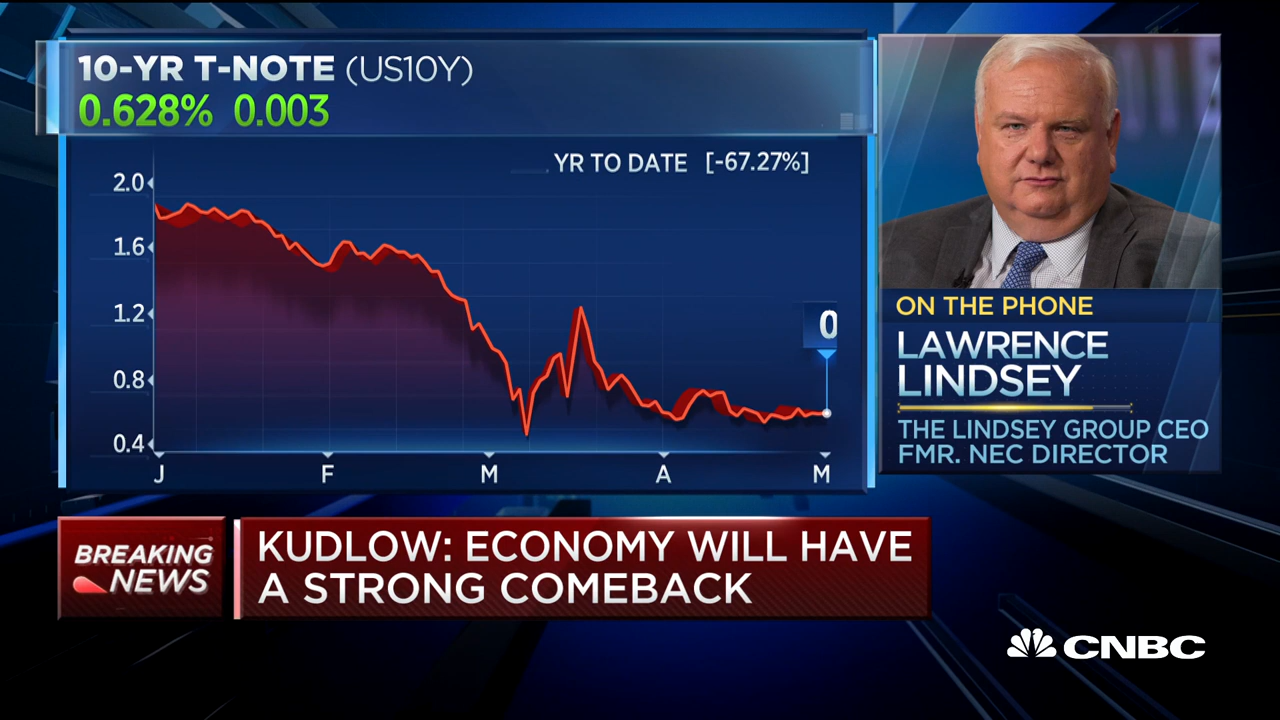 10-YR T-NOTE (US10Y)
0.628% 0.003
YR TO DATE [-67.27%]
2.0
1.6
1.2
0.8
0.4
0
J F M A M
ON THE PHONE
LAWRENCE
LINDSEY
THE LINDSEY GROUP CEO
FMR. NEC DIRECTOR
BREAKING
NEWS
KUDLOW: ECONOMY WILL HAVE
A STRONG COMEBACK
CNBC